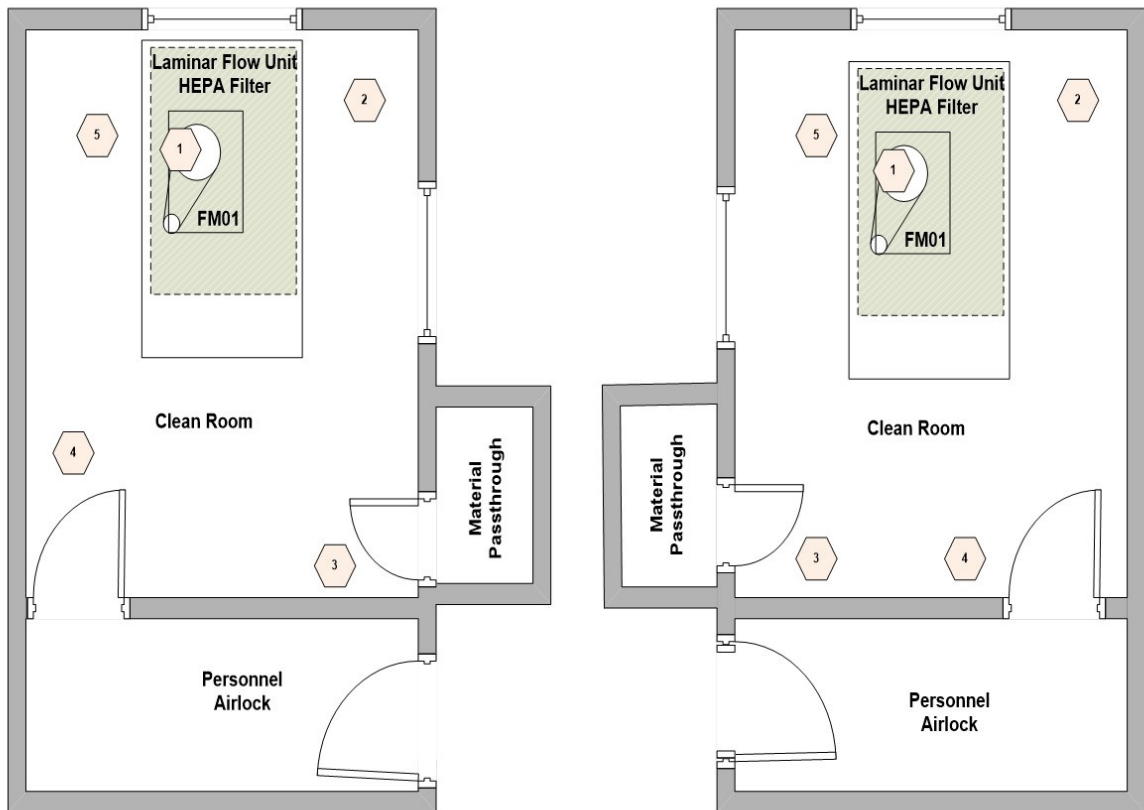 Laminar Flow Unit
HEPA Filter
2
5
1
FM01
Clean Room
4
Material
Passthrough
3
Personnel
Airlock
Laminar Flow Unit
HEPA Filter
2
5
1
FM01
Clean Room
Material
Passthrough
3
4
Personnel
Airlock